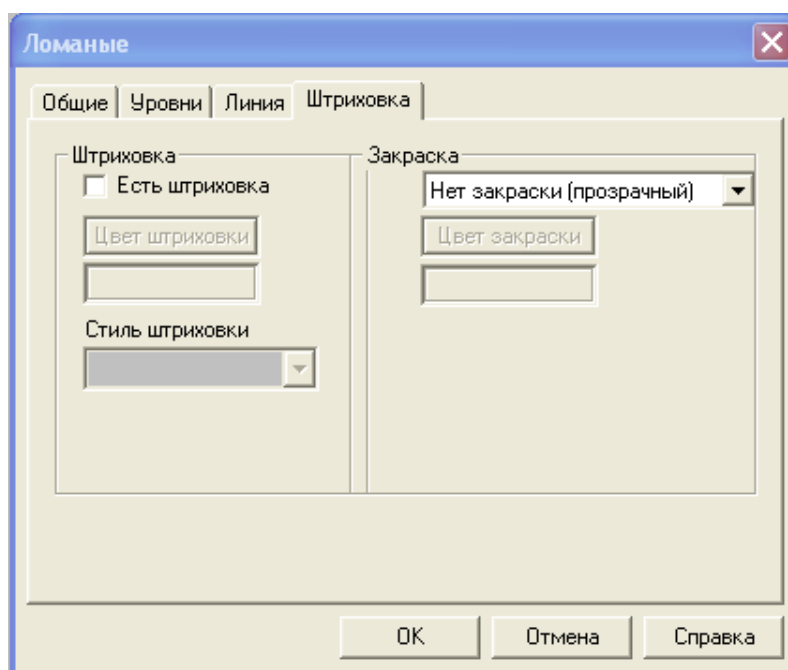 Ломаные
Общие Уровни Линия Штриховка
Штриховка Закраска
Есть штриховка Нет закраски (прозрачный)
Цвет штриховки Цвет закраски
Стиль штриховки
OK Отмена Справка